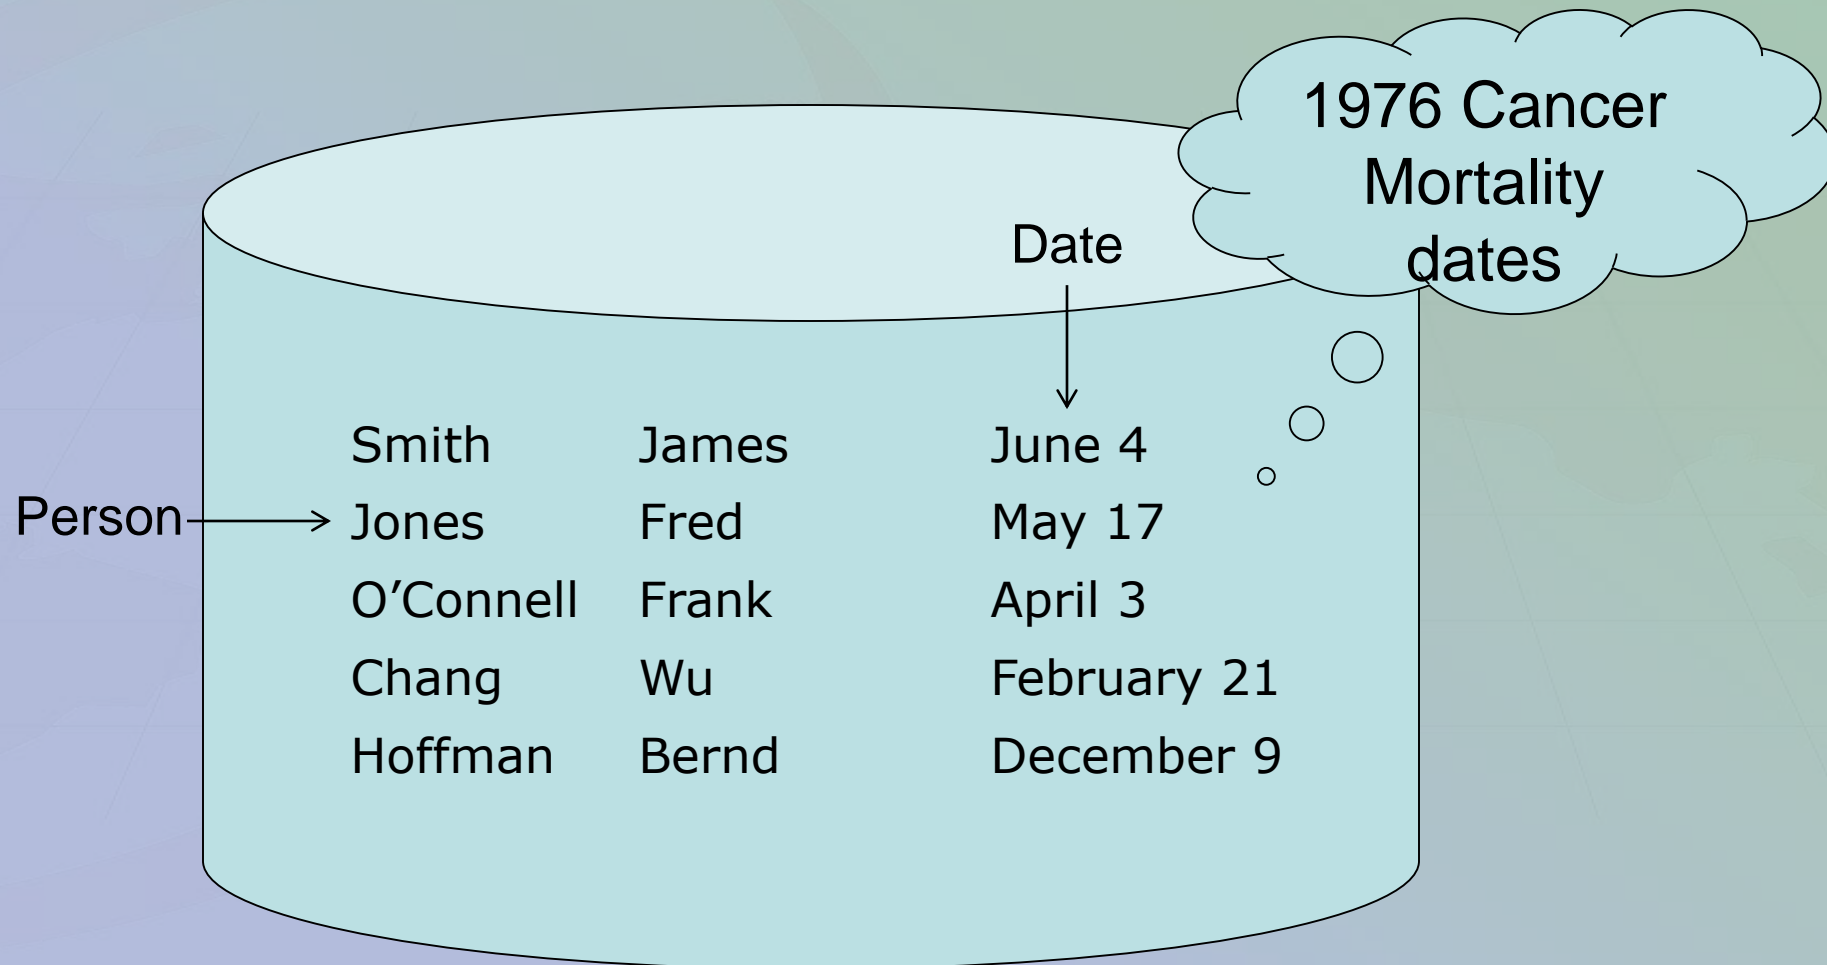 1976 Cancer
Mortality
dates
Date
Smith James June 4
Person Jones Fred May 17
O’Connell Frank April 3
Chang Wu February 21
Hoffman Bernd December 9